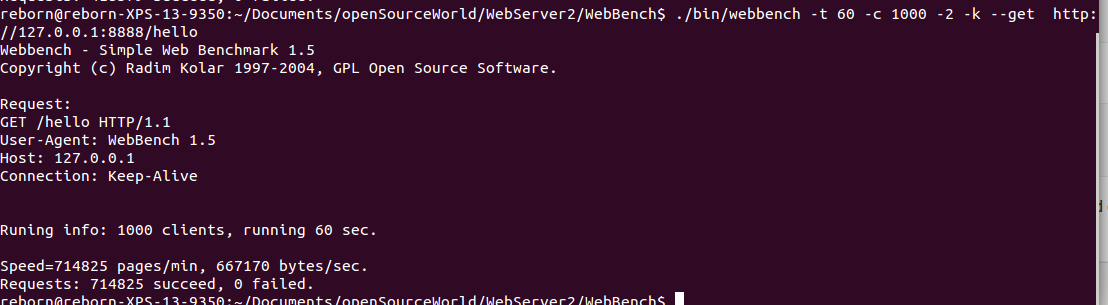 reborn@reborn-XPS-13-9350:~/Documents/openSourceWorld/WebServer2/WebBench$ ./bin/webbench -t 60 -c 1000 -2 -k --get  http:
//127.0.0.1:8888/hello
Webbench - Simple Web Benchmark 1.5
Copyright (c) Radim Kolar 1997-2004, GPL Open Source Software.
Request:
GET /hello HTTP/1.1
User-Agent: WebBench 1.5
Host: 127.0.0.1
Connection: Keep-Alive
Runing info: 1000 clients, running 60 sec.
Speed=714825 pages/min, 667170 bytes/sec.
Requests: 714825 succeed, 0 failed.
reborn@reborn-XPS-13-9350:~/Documents/openSourceWorld/WebServer2/WebBench$